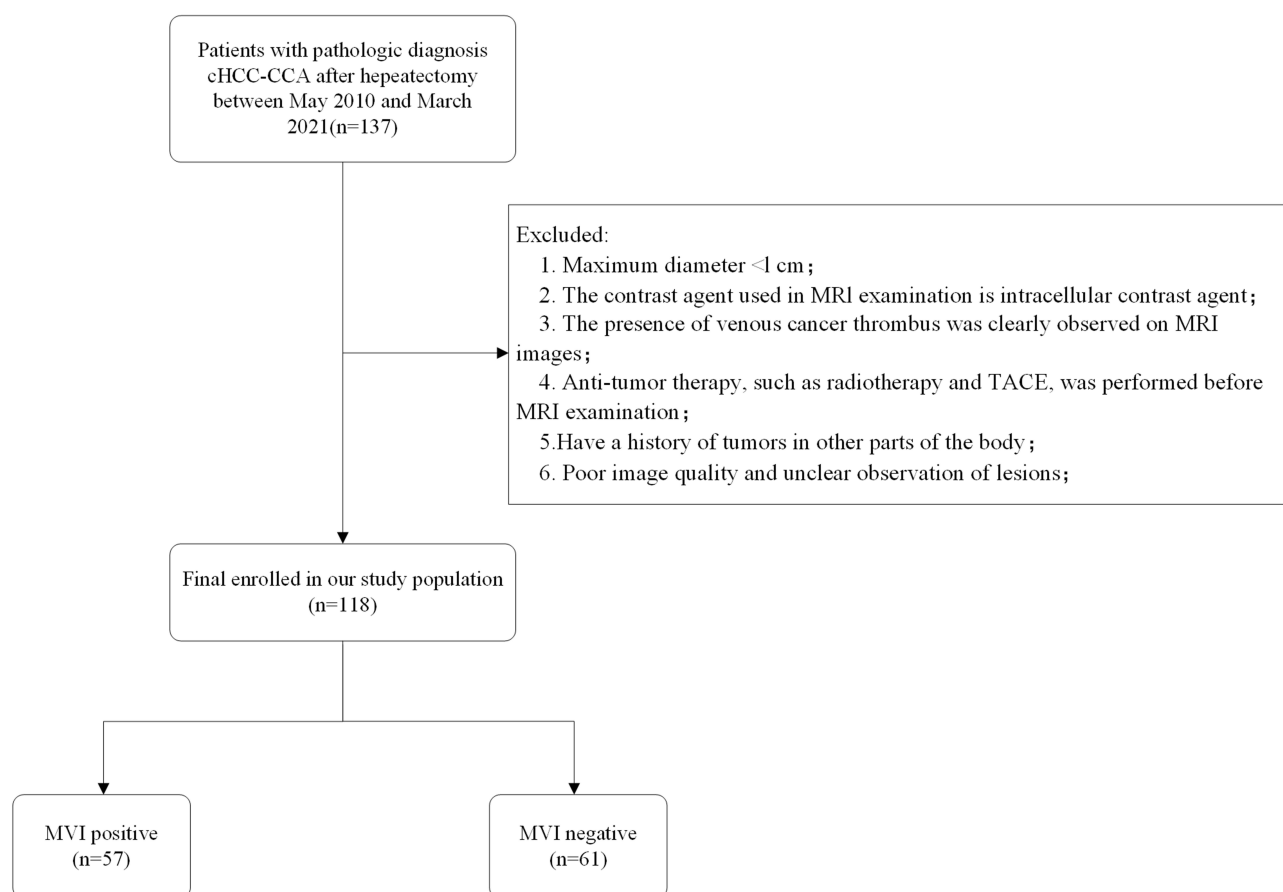 Patients with pathologic diagnosis
cHCC-CCA after hepeatectomy
between May 2010 and March
2021(n=137)
Excluded:
1. Maximum diameter <l cm；
2. The contrast agent used in MRI examination is intracellular contrast agent；
3. The presence of venous cancer thrombus was clearly observed on MRI
images；
4. Anti-tumor therapy, such as radiotherapy and TACE, was performed before
MRI examination；
5.Have a history of tumors in other parts of the body；
6. Poor image quality and unclear observation of lesions；
Final enrolled in our study population
(n=118)
MVI positive
(n=57)
MVI negative
(n=61)